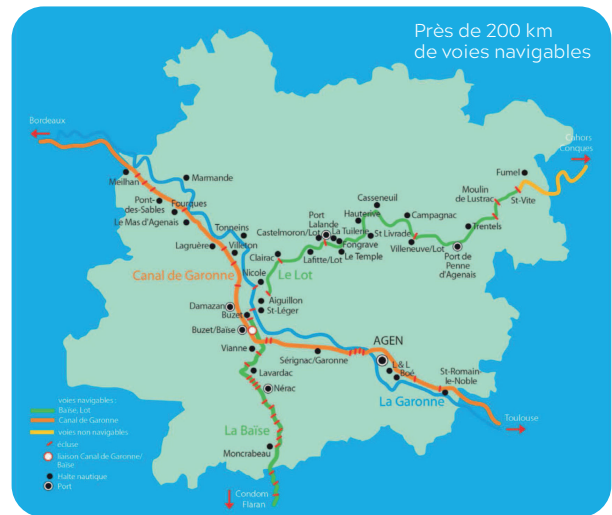 Près de 200 km
de voies navigables
Bordeaux
Cahors
Conques
Fumel
Meilhan
Marmande
Moulin
de Lustrac
St-Vite
Pont-
des-Sables
Fourques
Casseneuil
Le Mas d'Agenais
Port
Lalande
Hauterive
Campagnac
Trentels
Tonneins
Castelmoron/Lot
La Tuilerie
St Livrade
Lagruère
Villeton
Clairac
Fongrave
Lafitte/Lot
Le Temple
Villeneuve/Lot
Port de
Penne
d'Agenais
Canal de Garonne
Nicole
Le Lot
Damazan
Aiguillon
Buzet
St-Léger
Buzet/Baïse
AGEN
Vianne
Sérignac/Garonne
L & L
Boé
St-Romain-
le-Noble
Lavardac
Nérac
La Garonne
Toulouse
La Baïse
Moncrabeau
Condom
Flaran
voies navigables :
Baïse, Lot
Canal de Garonne
voies non navigables
écluse
liaison Canal de Garonne/
Baïse
Halte nautique
Port